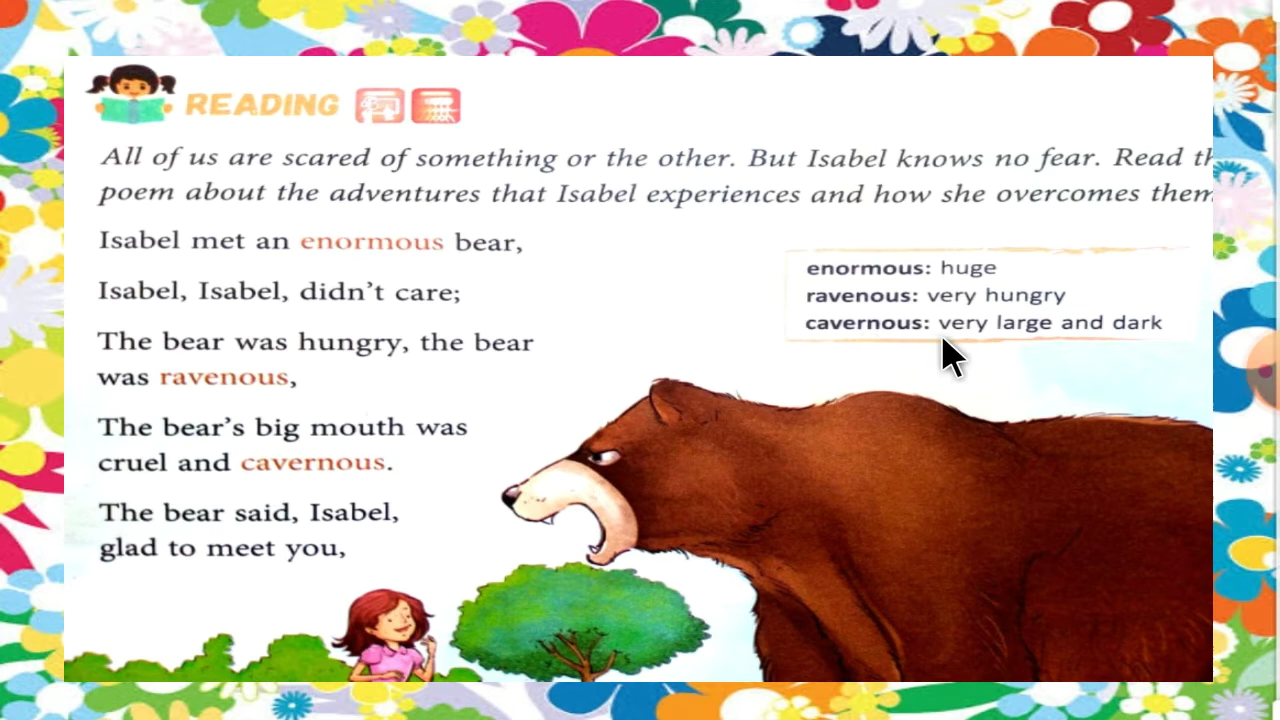 READING
All of us are scared of something or the other. But Isabel knows no fear. Read
poem about the adventures that Isabel experiences and how she overcomes them
Isabel met an enormous bear,
Isabel, Isabel, didn't care;
The bear was hungry, the bear
was ravenous,
The bear's big mouth was
cruel and cavernous.
The bear said, Isabel,
glad to meet you,
enormous: huge
ravenous: very hungry
cavernous: very large and dark